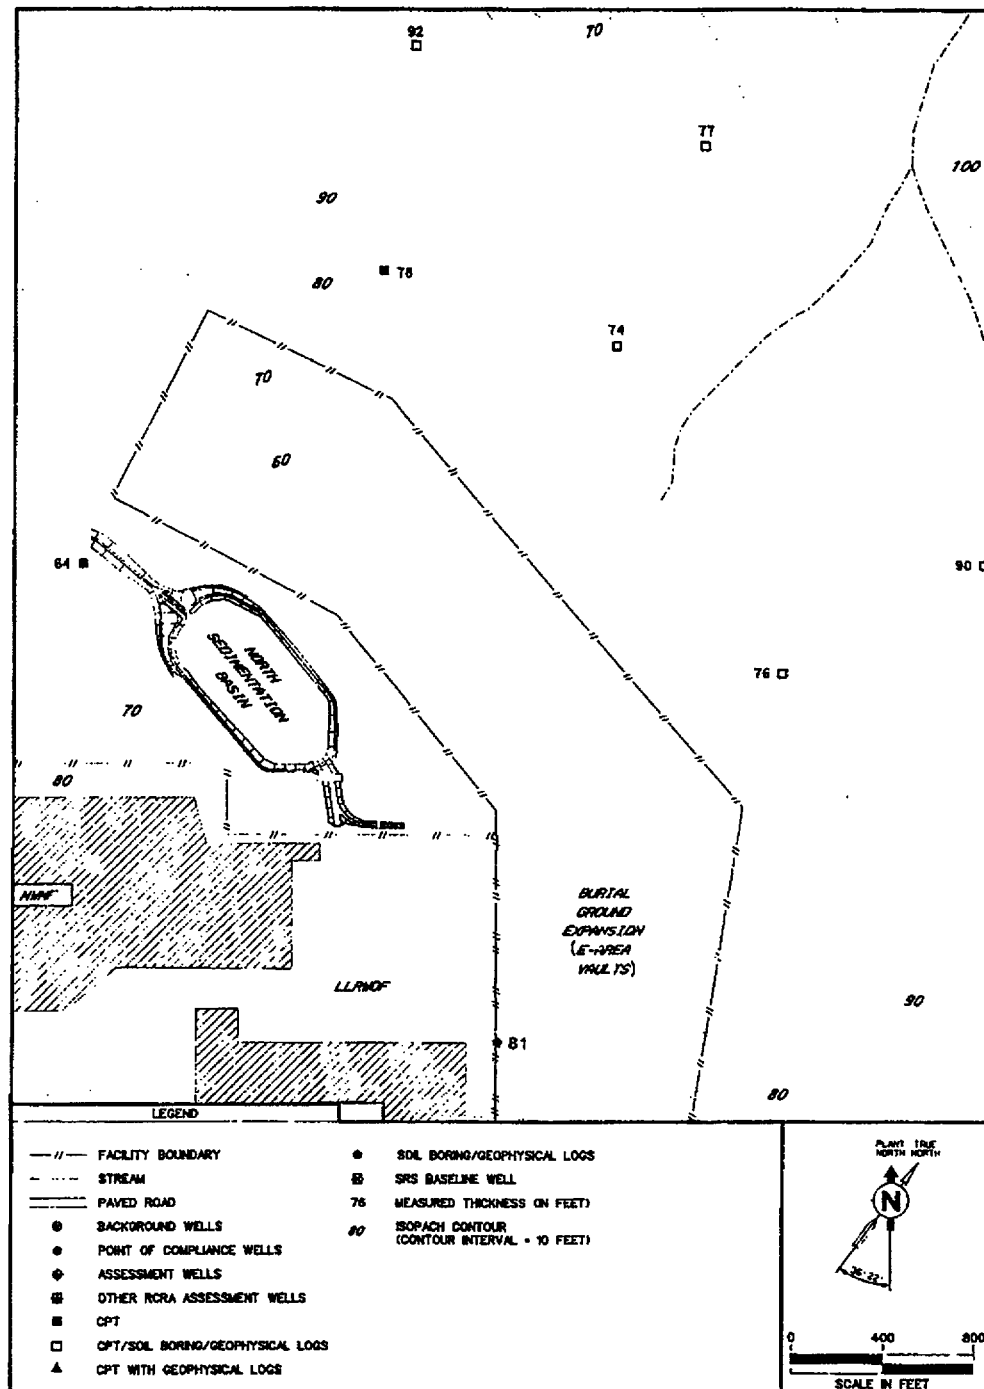 92
70
77
100
90
80
78
74
70
60
64
90
NORTH
SEDIMENTATION
BASIN
76
70
80
BURIAL
GROUND
EXPANSION
(E-AREA
VAULTS)
LLRWDF
90
81
80
LEGEND
FACILITY BOUNDARY
STREAM
PAVED ROAD
BACKGROUND WELLS
POINT OF COMPLIANCE WELLS
ASSESSMENT WELLS
OTHER RCRA ASSESSMENT WELLS
CPT
CPT/SOIL BORING/GEOPHYSICAL LOGS
CPT WITH GEOPHYSICAL LOGS
SOIL BORING/GEOPHYSICAL LOGS
SRS BASELINE WELL
76 MEASURED THICKNESS (IN FEET)
80 ISOPACH CONTOUR
(CONTOUR INTERVAL = 10 FEET)
PLANT TRUE
NORTH NORTH
N
36°22'
0 400 800
SCALE IN FEET